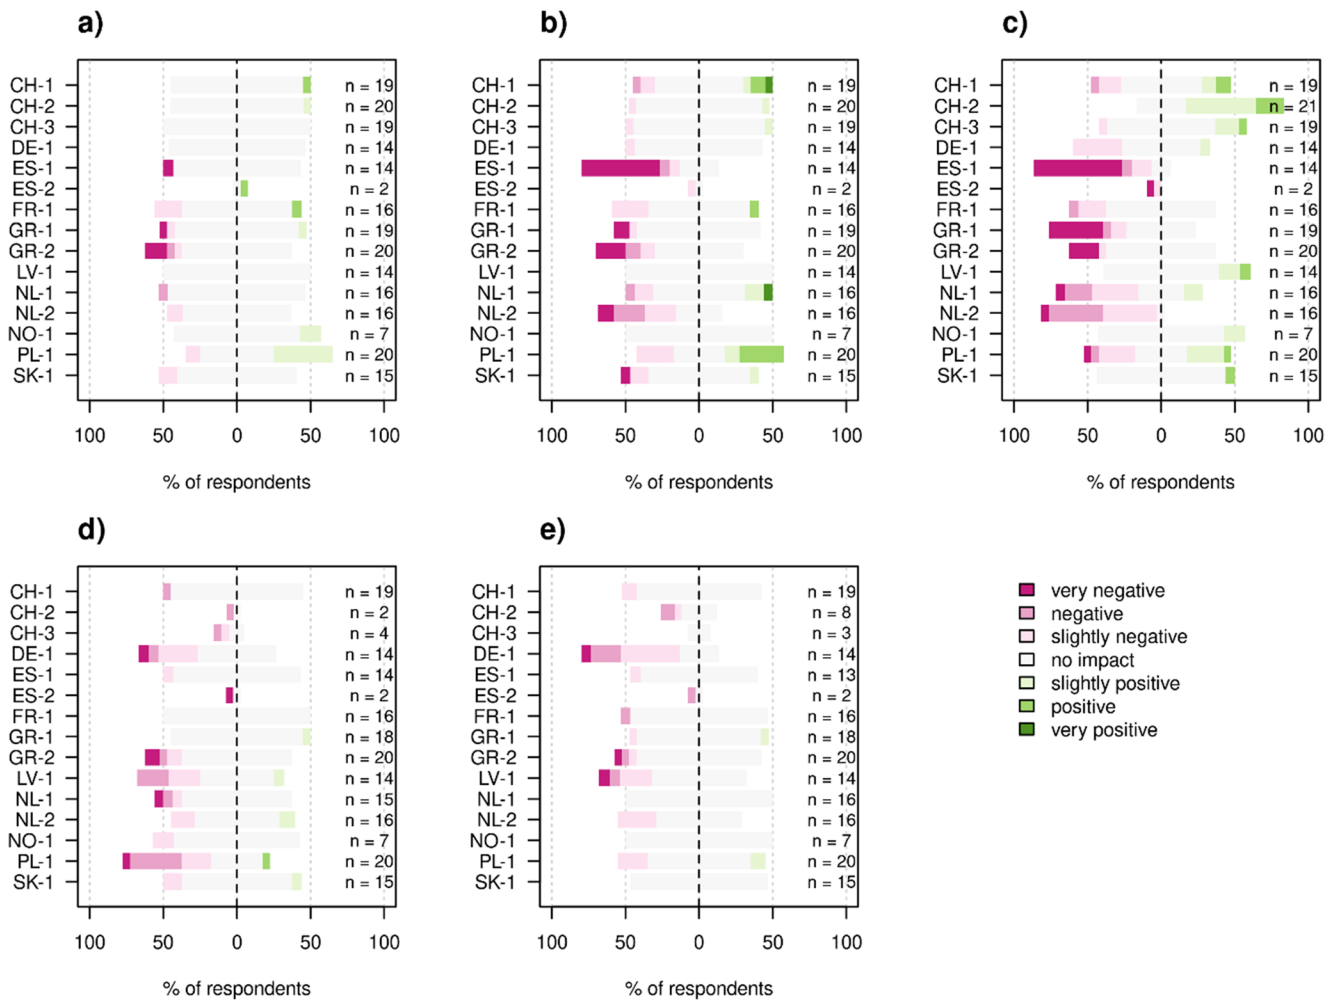 a)
CH-1 n = 19
CH-2 n = 20
CH-3 n = 19
DE-1 n = 14
ES-1 n = 14
ES-2 n = 2
FR-1 n = 16
GR-1 n = 19
GR-2 n = 20
LV-1 n = 14
NL-1 n = 16
NL-2 n = 16
NO-1 n = 7
PL-1 n = 20
SK-1 n = 15
100 50 0 50 100
% of respondents
b)
CH-1 n = 19
CH-2 n = 20
CH-3 n = 19
DE-1 n = 14
ES-1 n = 14
ES-2 n = 2
FR-1 n = 16
GR-1 n = 19
GR-2 n = 20
LV-1 n = 14
NL-1 n = 16
NL-2 n = 16
NO-1 n = 7
PL-1 n = 20
SK-1 n = 15
100 50 0 50 100
% of respondents
c)
CH-1 n = 19
CH-2 n = 21
CH-3 n = 19
DE-1 n = 14
ES-1 n = 14
ES-2 n = 2
FR-1 n = 16
GR-1 n = 19
GR-2 n = 20
LV-1 n = 14
NL-1 n = 16
NL-2 n = 16
NO-1 n = 7
PL-1 n = 20
SK-1 n = 15
100 50 0 50 100
% of respondents
d)
CH-1 n = 19
CH-2 n = 2
CH-3 n = 4
DE-1 n = 14
ES-1 n = 14
ES-2 n = 2
FR-1 n = 16
GR-1 n = 18
GR-2 n = 20
LV-1 n = 14
NL-1 n = 15
NL-2 n = 16
NO-1 n = 7
PL-1 n = 20
SK-1 n = 15
100 50 0 50 100
% of respondents
e)
CH-1 n = 19
CH-2 n = 8
CH-3 n = 3
DE-1 n = 14
ES-1 n = 13
ES-2 n = 2
FR-1 n = 16
GR-1 n = 18
GR-2 n = 20
LV-1 n = 14
NL-1 n = 16
NL-2 n = 16
NO-1 n = 7
PL-1 n = 20
SK-1 n = 15
100 50 0 50 100
% of respondents
very negative
negative
slightly negative
no impact
slightly positive
positive
very positive